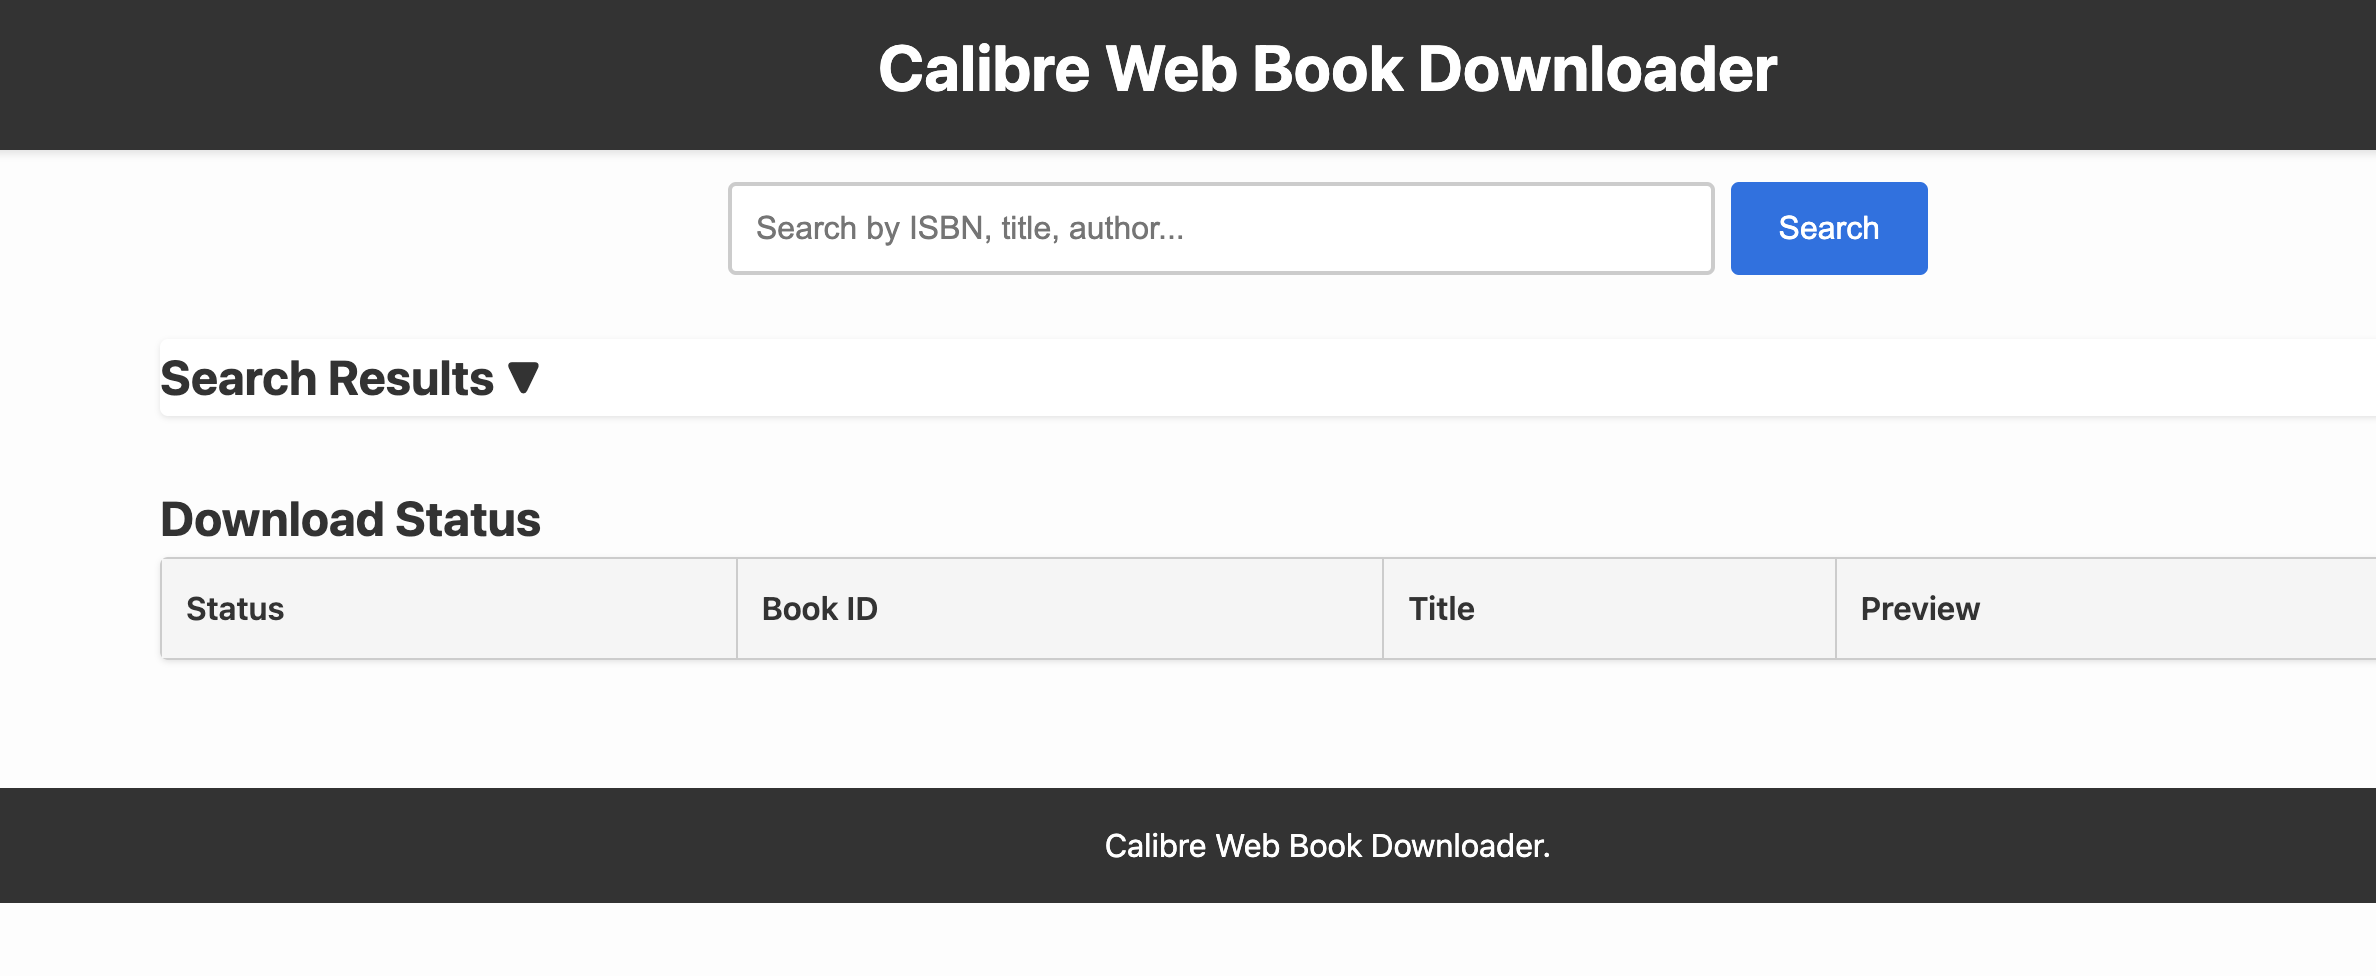 Calibre Web Book Downloader
Search by ISBN, title, author...
Search
Search Results ▼
Download Status
Status Book ID Title Preview
Calibre Web Book Downloader.